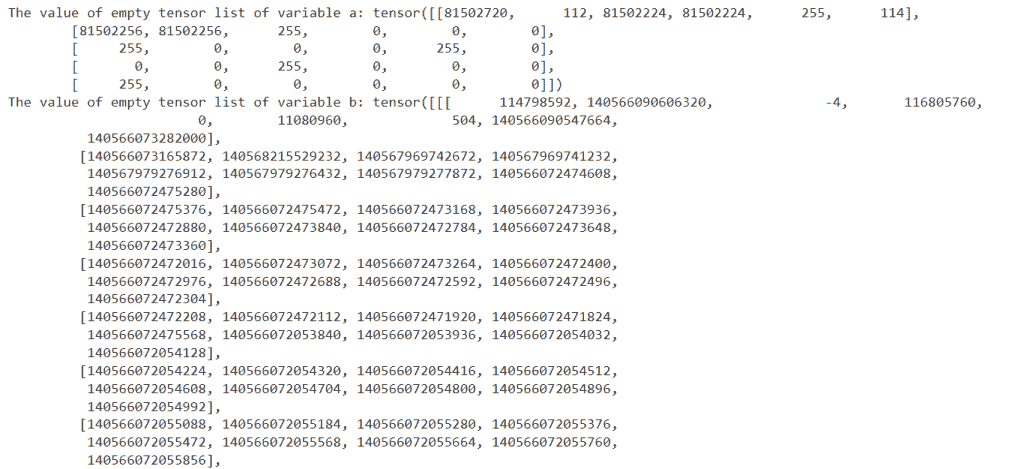 The value of empty tensor list of variable a: tensor([[81502720, 112, 81502224, 81502224, 255, 114],
[81502256, 81502256, 255, 0, 0, 0],
[ 255, 0, 0, 255, 0],
[ 0, 0, 255, 0, 0, 0],
[ 255, 0, 0, 0, 0, 0]])
The value of empty tensor list of variable b: tensor([[[ 114798592, 140566090606320, -4, 116805760,
0, 11080960, 504, 140566090547664,
140566073282000],
[140566073165872, 140568215529232, 140567969742672, 140567969741232,
140567979276912, 140567979276432, 140567979277872, 140566072474608,
140566072475280],
[140566072475376, 140566072475472, 140566072473168, 140566072473936,
140566072472880, 140566072473840, 140566072472784, 140566072473648,
140566072473360],
[140566072472016, 140566072473072, 140566072473264, 140566072472400,
140566072472976, 140566072472688, 140566072472592, 140566072472496,
140566072472304],
[140566072472208, 140566072472112, 140566072471920, 140566072471824,
140566072475568, 140566072053840, 140566072053936, 140566072054032,
140566072054128],
[140566072054224, 140566072054320, 140566072054416, 140566072054512,
140566072054608, 140566072054704, 140566072054800, 140566072054896,
140566072054992],
[140566072055088, 140566072055184, 140566072055280, 140566072055376,
140566072055472, 140566072055568, 140566072055664, 140566072055760,
140566072055856],